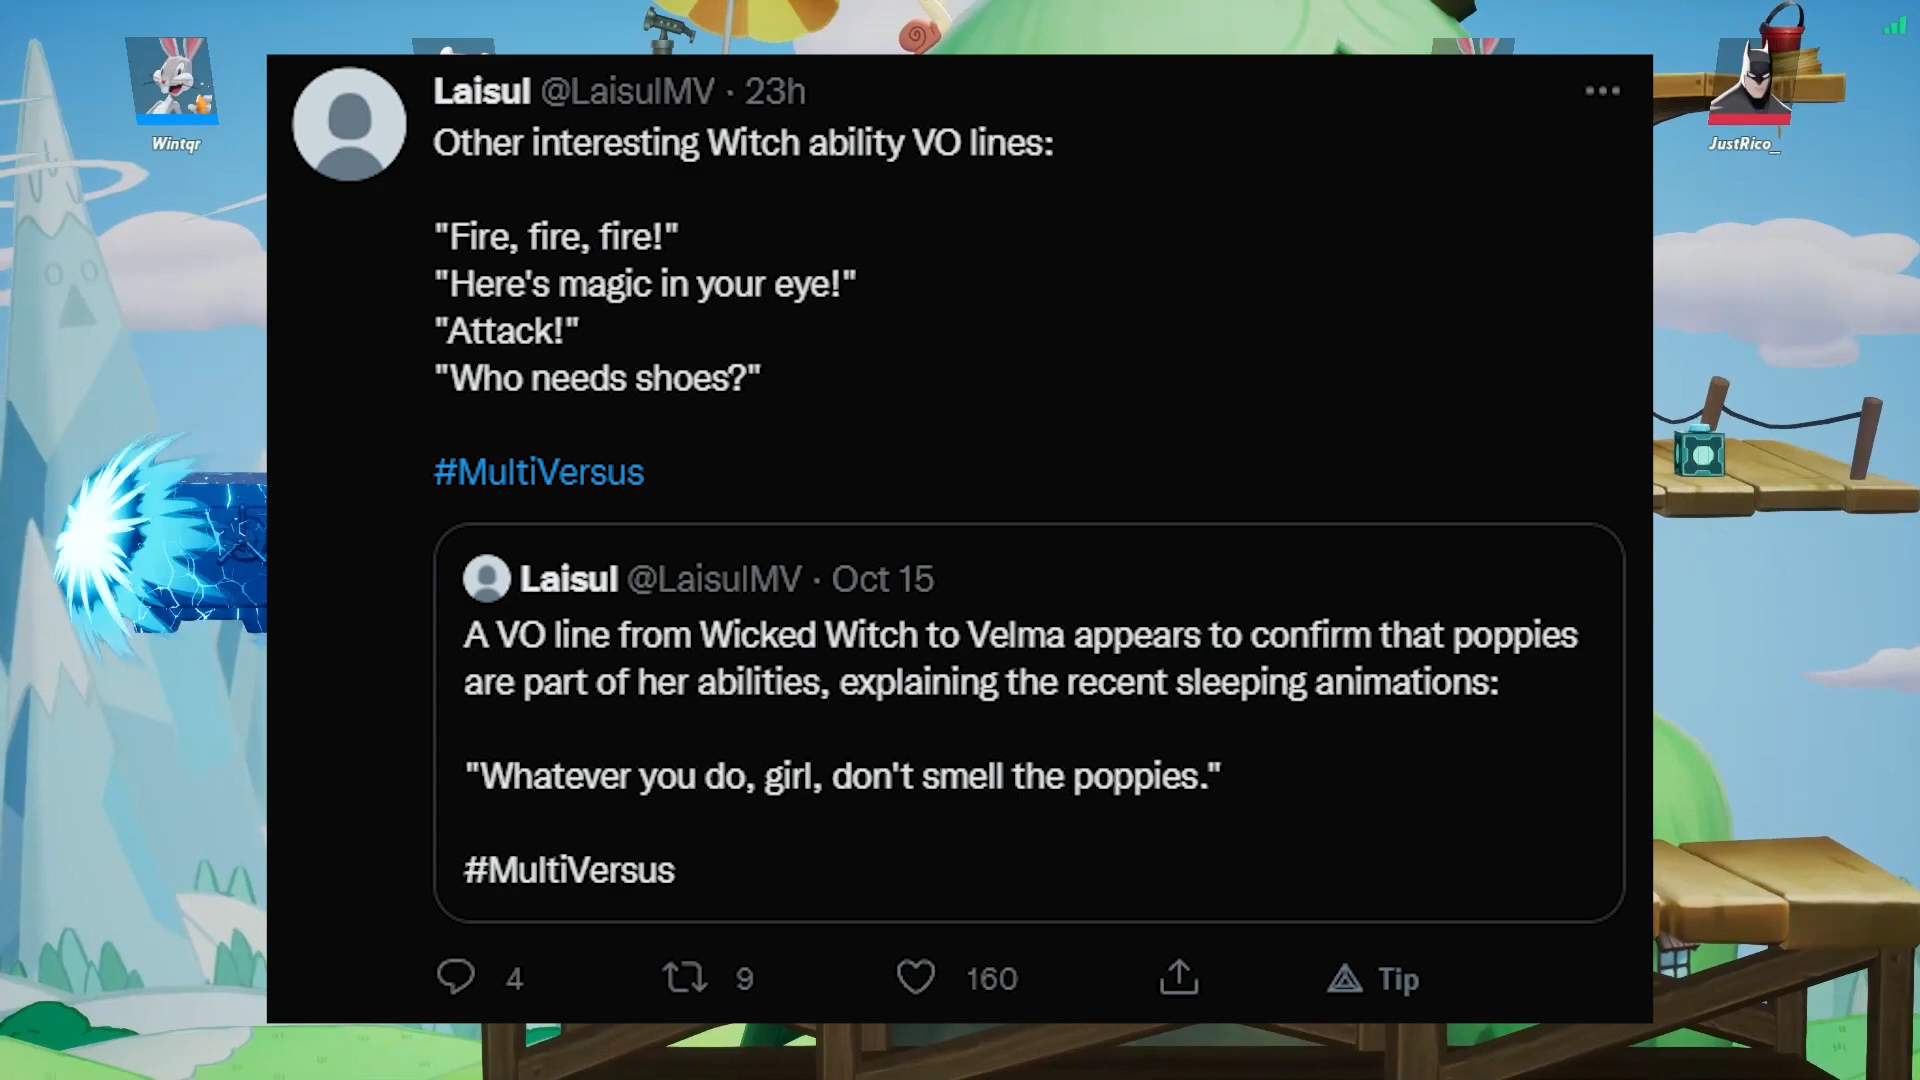 Laisul @LaisulMV · 23h
Other interesting Witch ability VO lines:
"Fire, fire, fire!"
"Here's magic in your eye!"
"Attack!"
"Who needs shoes?"
#MultiVersus
Laisul @LaisulMV · Oct 15
A VO line from Wicked Witch to Velma appears to confirm that poppies
are part of her abilities, explaining the recent sleeping animations:
"Whatever you do, girl, don't smell the poppies."
#MultiVersus
4 9 160 Tip
Wintqr
JustRico_